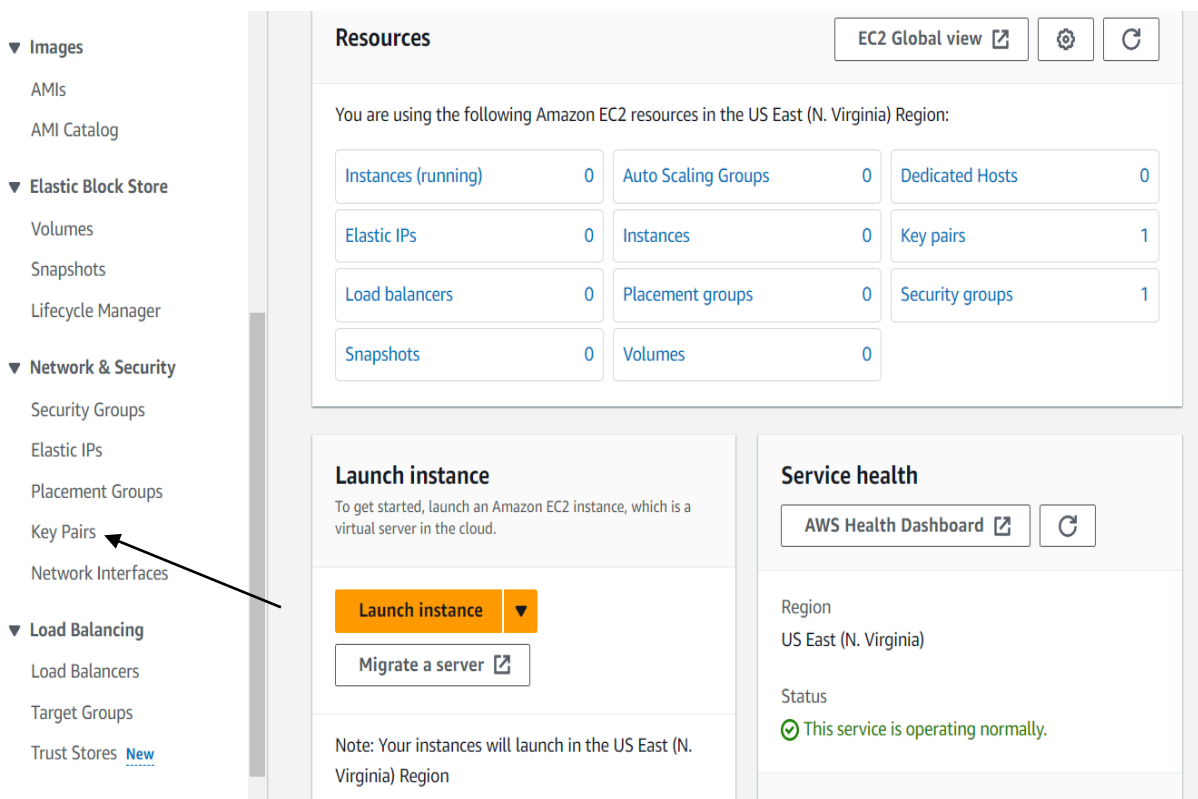 Images
AMIs
AMI Catalog
Elastic Block Store
Volumes
Snapshots
Lifecycle Manager
Network & Security
Security Groups
Elastic IPs
Placement Groups
Key Pairs
Network Interfaces
Load Balancing
Load Balancers
Target Groups
Trust Stores New
Resources
EC2 Global view
You are using the following Amazon EC2 resources in the US East (N. Virginia) Region:
Instances (running) 0 Auto Scaling Groups 0 Dedicated Hosts 0
Elastic IPs 0 Instances 0 Key pairs 1
Load balancers 0 Placement groups 0 Security groups 1
Snapshots 0 Volumes 0
Launch instance
To get started, launch an Amazon EC2 instance, which is a
virtual server in the cloud.
Launch instance
Migrate a server
Note: Your instances will launch in the US East (N.
Virginia) Region
Service health
AWS Health Dashboard
Region
US East (N. Virginia)
Status
This service is operating normally.